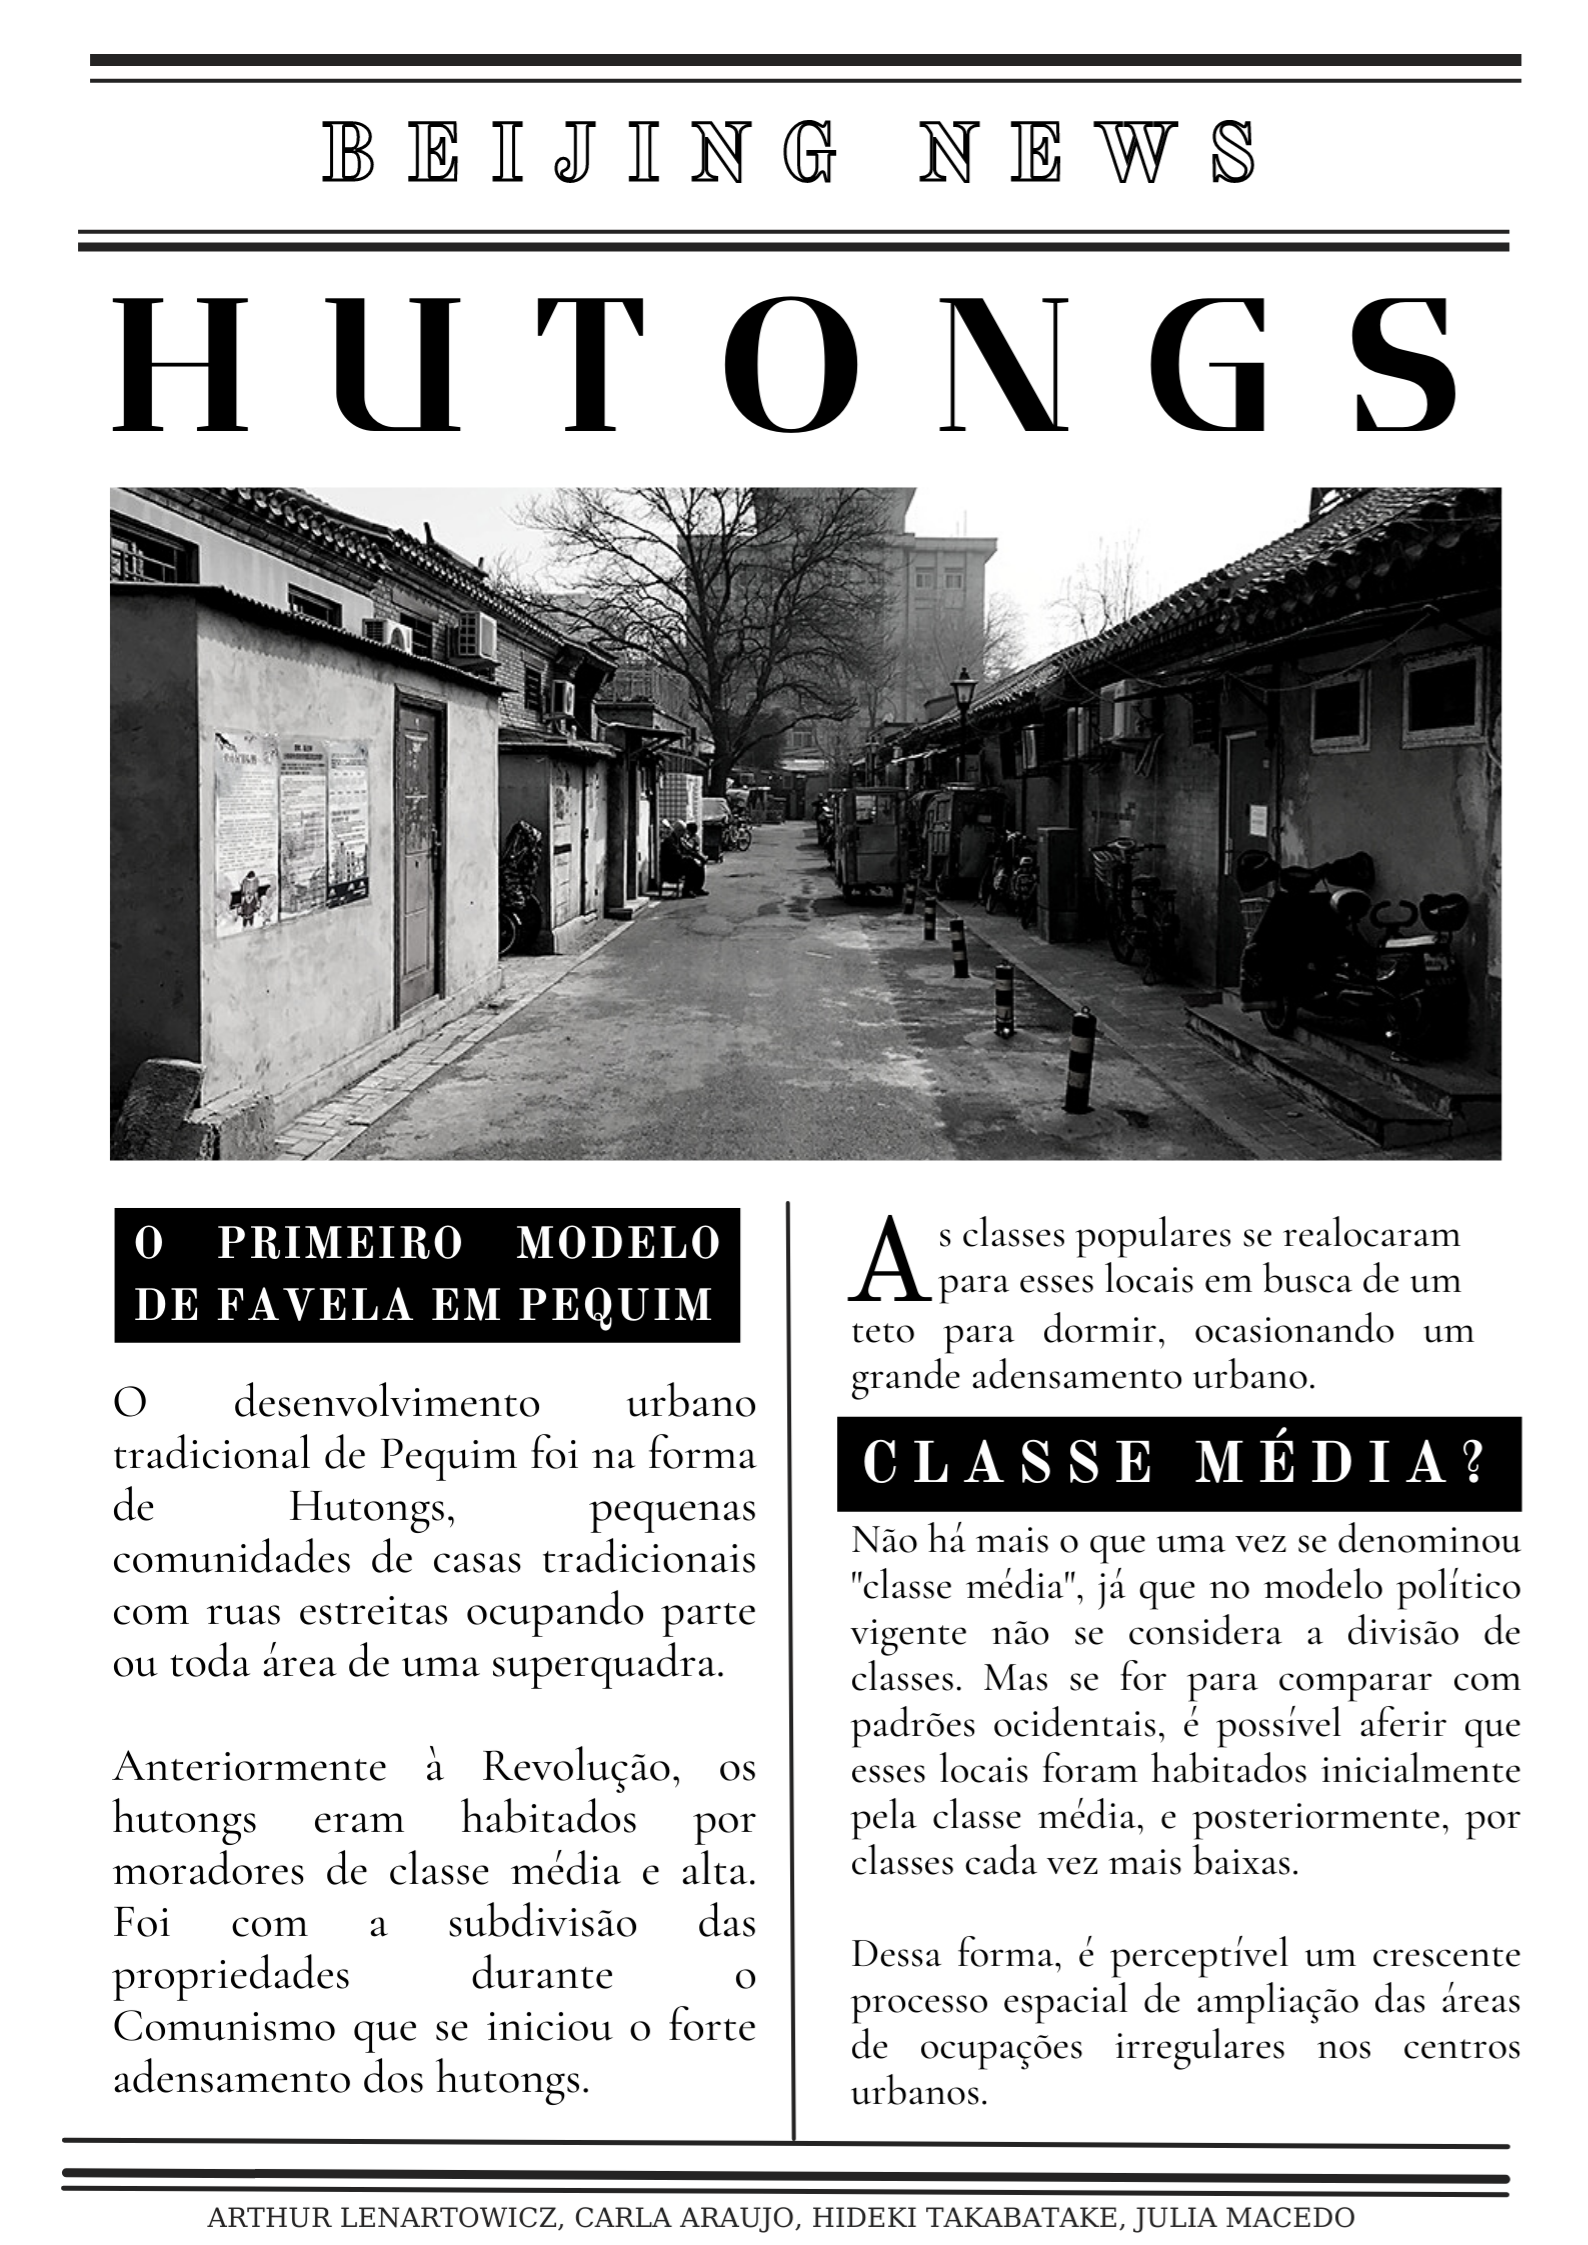 BEIJING NEWS
HUTONGS
O PRIMEIRO MODELO
DE FAVELA EM PEQUIM
O desenvolvimento urbano
tradicional de Pequim foi na forma
de Hutongs, pequenas
comunidades de casas tradicionais
com ruas estreitas ocupando parte
ou toda área de uma superquadra.
Anteriormente à Revolução, os
hutongs eram habitados por
moradores de classe média e alta.
Foi com a subdivisão das
propriedades durante o
Comunismo que se iniciou o forte
adensamento dos hutongs.
As classes populares se realocaram
para esses locais em busca de um
teto para dormir, ocasionando um
grande adensamento urbano.
CLASSE MÉDIA?
Não há mais o que uma vez se denominou
"classe média", já que no modelo político
vigente não se considera a divisão de
classes. Mas se for para comparar com
padrões ocidentais, é possível aferir que
esses locais foram habitados inicialmente
pela classe média, e posteriormente, por
classes cada vez mais baixas.
Dessa forma, é perceptível um crescente
processo espacial de ampliação das áreas
de ocupações irregulares nos centros
urbanos.
ARTHUR LENARTOWICZ, CARLA ARAUJO, HIDEKI TAKABATAKE, JULIA MACEDO